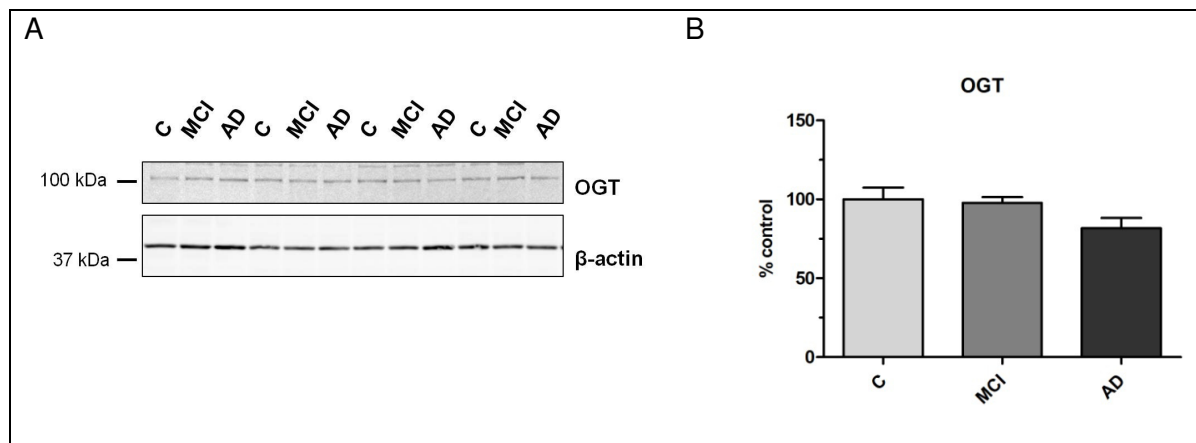 A
C MCI AD C MCI AD C MCI AD C MCI AD
100 kDa
OGT
37 kDa
β-actin
B
OGT
150
100
50
0
% control
C MCI AD